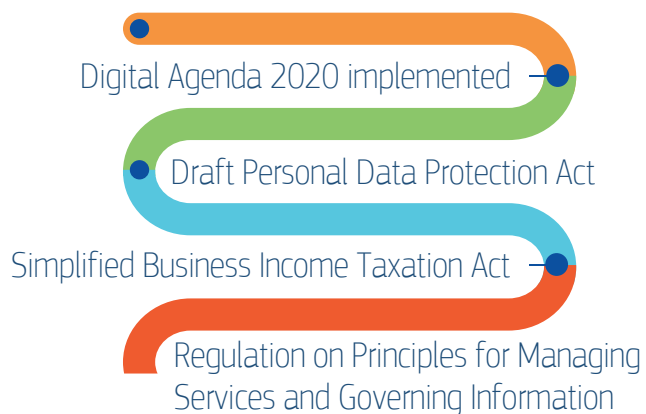 Digital Agenda 2020 implemented
Draft Personal Data Protection Act
Simplified Business Income Taxation Act
Regulation on Principles for Managing
Services and Governing Information